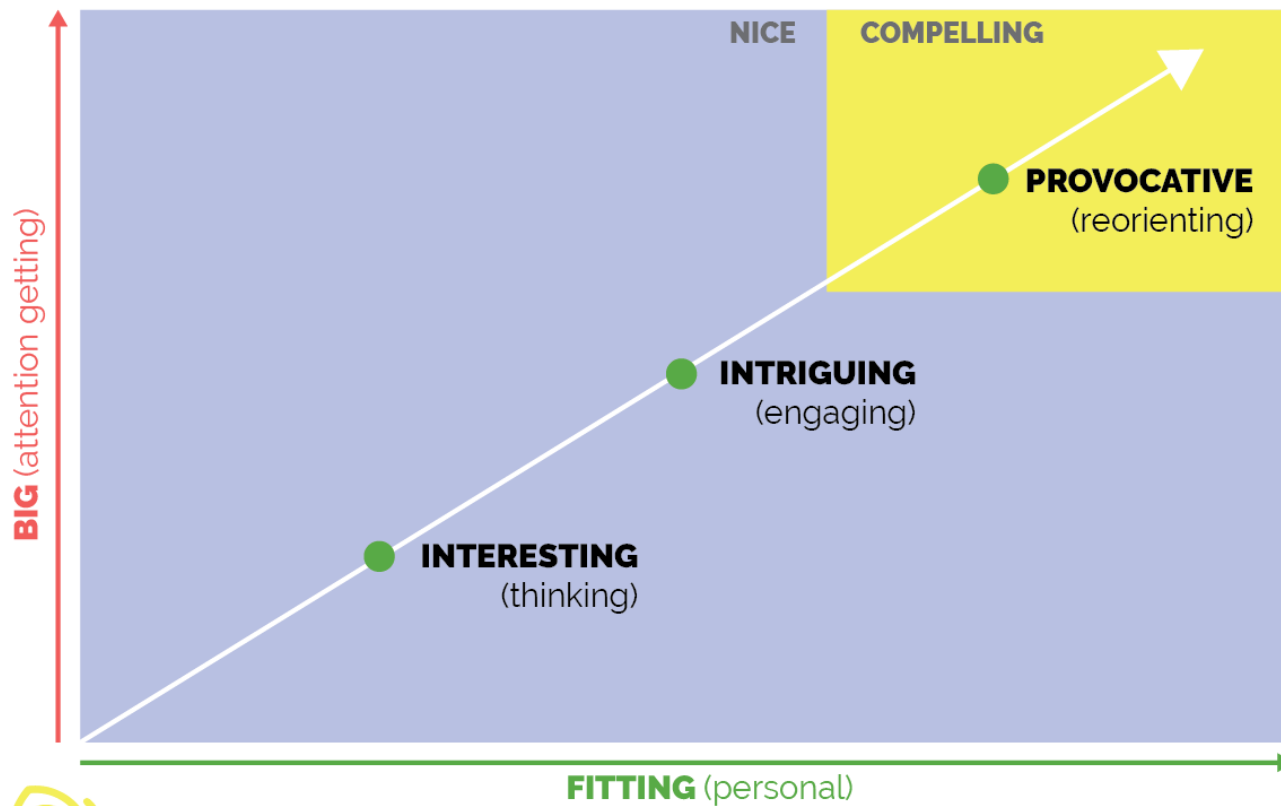 NICE
COMPELLING
PROVOCATIVE
(reorienting)
INTRIGUING
(engaging)
INTERESTING
(thinking)
BIG (attention getting)
FITTING (personal)